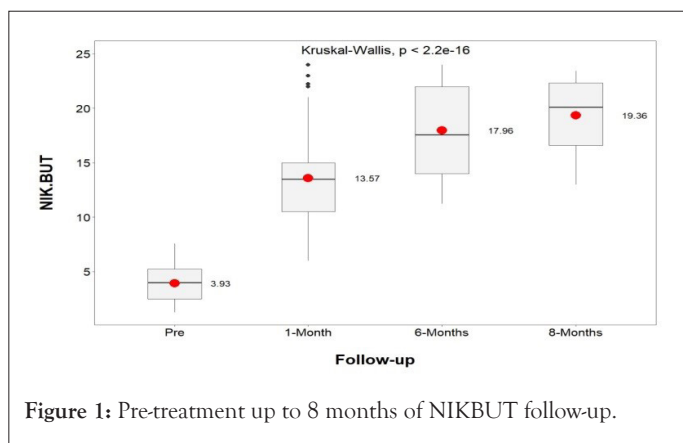 Kruskal-Wallis, p < 2.2e-16
25
20
15
10
5
NIK.BUT
3.93
13.57
17.96
19.36
Pre
1-Month
6-Months
8-Months
Follow-up
Figure 1: Pre-treatment up to 8 months of NIKBUT follow-up.